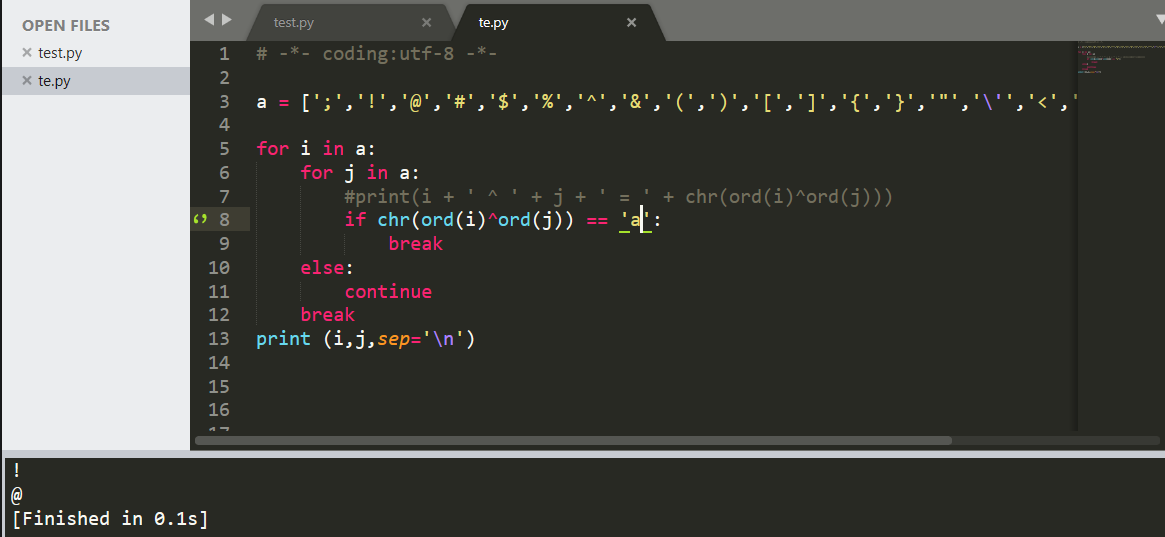 OPEN FILES
test.py
te.py
test.py
te.py
1 # -*- coding:utf-8 -*-
2
3 a = [';','!','@','#','$','%','^','&','(',')','[',']','{','}','"','\'','<','
4
5 for i in a:
6 for j in a:
7 #print(i + ' ^ ' + j + ' = ' + chr(ord(i)^ord(j)))
8 if chr(ord(i)^ord(j)) == 'a':
9 break
10 else:
11 continue
12 break
13 print (i,j,sep='\n')
14
15
16
17
!
@
[Finished in 0.1s]